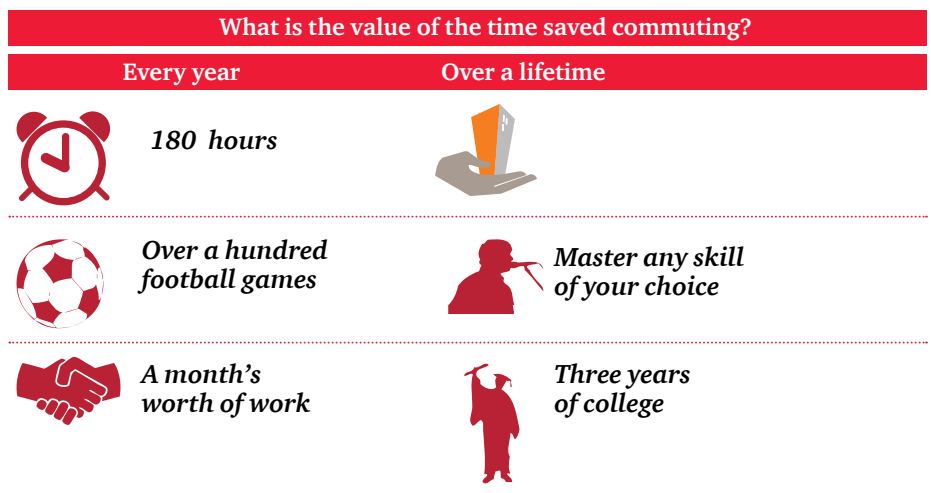 What is the value of the time saved commuting?
Every year
Over a lifetime
180 hours
Over a hundred
football games
Master any skill
of your choice
A month's
worth of work
Three years
of college